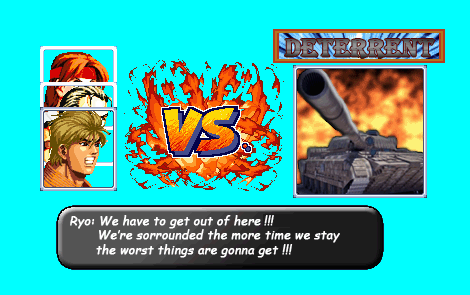 DETERRENT
VS.
Ryo: We have to get out of here !!!
We're sorrounded the more time we stay
the worst things are gonna get !!!